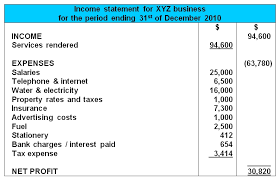 Income statement for XYZ business
for the period ending 31st of December 2010
$ $
INCOME 94,600
Services rendered 94,600
EXPENSES (63,780)
Salaries 25,000
Telephone & internet 6,500
Water & electricity 16,000
Property rates and taxes 1,000
Insurance 7,300
Advertising costs 1,000
Fuel 2,500
Stationery 412
Bank charges / interest paid 654
Tax expense 3,414
NET PROFIT 30,820